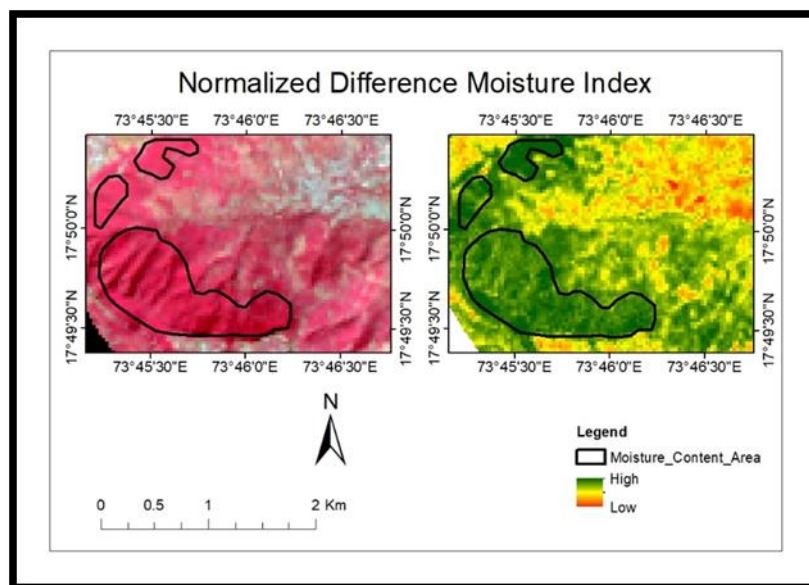 Normalized Difference Moisture Index
73°45'30"E 73°46'0"E 73°46'30"E
73°45'30"E 73°46'0"E 73°46'30"E
17°50'0"N
17°49'30"N
17°50'0"N
17°49'30"N
17°50'0"N
17°49'30"N
17°50'0"N
17°49'30"N
73°45'30"E 73°46'0"E 73°46'30"E
73°45'30"E 73°46'0"E 73°46'30"E
N
0 0.5 1 2 Km
Legend
Moisture_Content_Area
High
Low